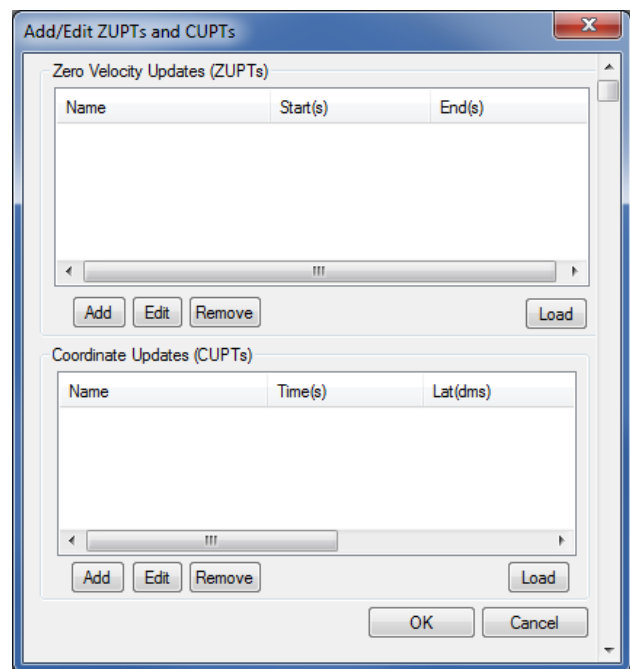 Add/Edit ZUPTs and CUPTs
Zero Velocity Updates (ZUPTs)
Name Start(s) End(s)
Add Edit Remove Load
Coordinate Updates (CUPTs)
Name Time(s) Lat(dms)
Add Edit Remove Load
OK Cancel